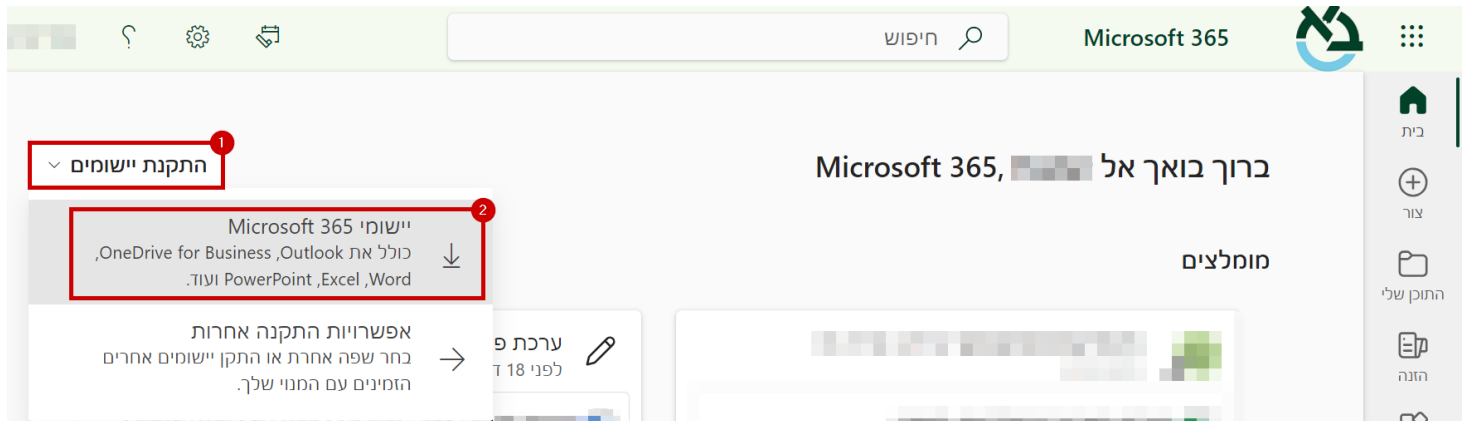 Microsoft 365
חיפוש
בית
צור
התוכן שלי
הזנה
ברוך בואך אל Microsoft 365,
מומלצים
1
התקנת יישומים
2
יישומי Microsoft 365
כולל את OneDrive for Business ,Outlook,
PowerPoint ,Excel ,Word ועוד.
אפשרויות התקנה אחרות
בחר שפה אחרת או התקן יישומים אחרים
הזמינים עם המנוי שלך.
ערכת
לפני 18